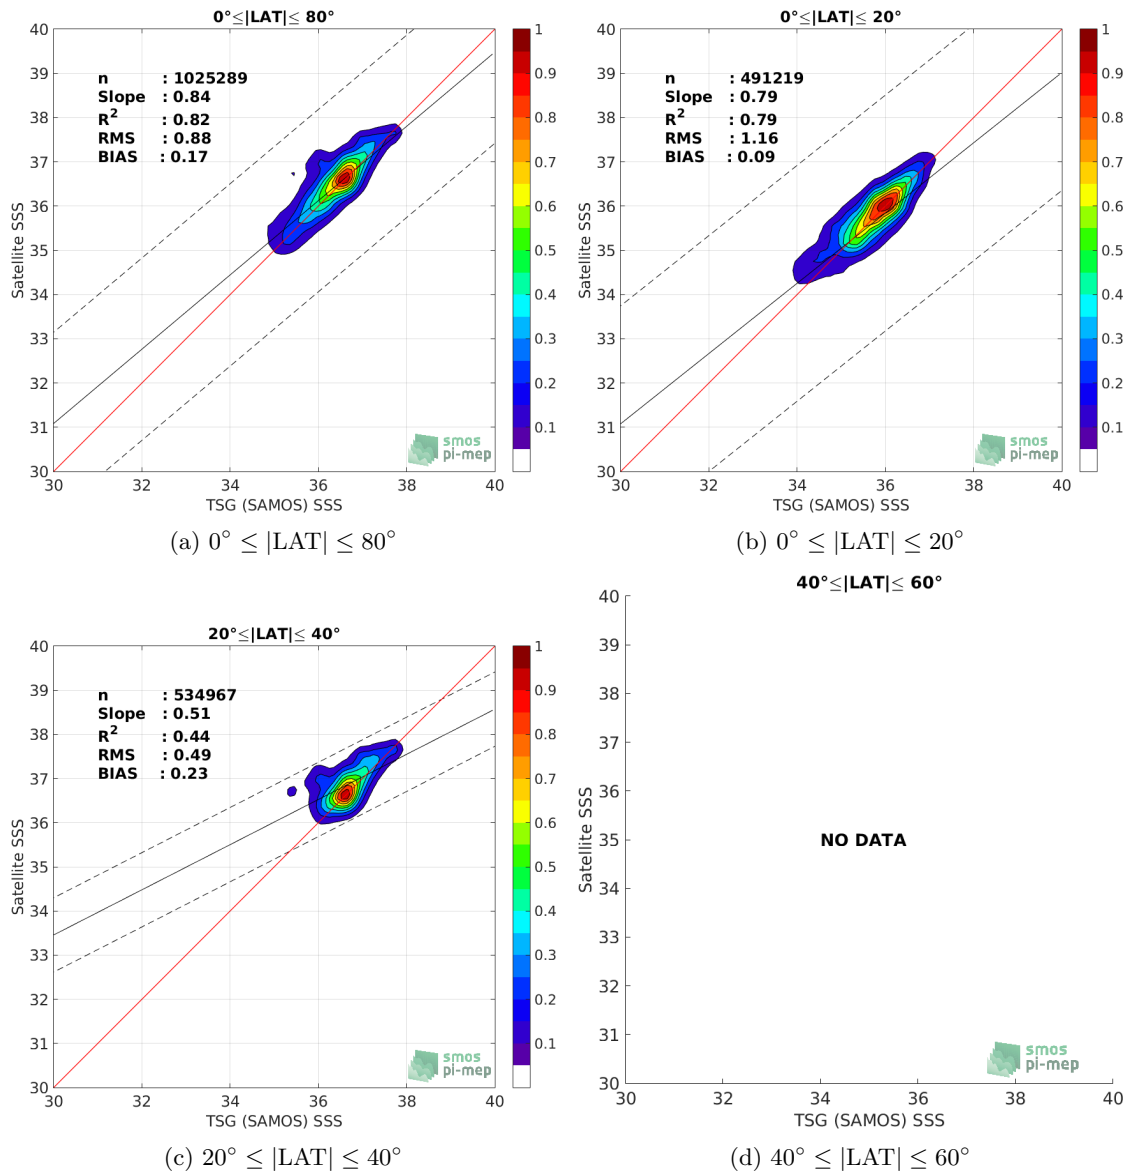 0°≤|LAT|≤ 80°
n : 1025289
Slope : 0.84
R2 : 0.82
RMS : 0.88
BIAS : 0.17
40
39
38
37
36
35
34
33
32
31
30
30 32 34 36 38 40
Satellite SSS
TSG (SAMOS) SSS
1
0.9
0.8
0.7
0.6
0.5
0.4
0.3
0.2
0.1
smos
pi-mep
(a) 0° ≤ |LAT| ≤ 80°
0°≤|LAT|≤ 20°
n : 491219
Slope : 0.79
R2 : 0.79
RMS : 1.16
BIAS : 0.09
40
39
38
37
36
35
34
33
32
31
30
30 32 34 36 38 40
Satellite SSS
TSG (SAMOS) SSS
1
0.9
0.8
0.7
0.6
0.5
0.4
0.3
0.2
0.1
smos
pi-mep
(b) 0° ≤ |LAT| ≤ 20°
20°≤|LAT|≤ 40°
n : 534967
Slope : 0.51
R2 : 0.44
RMS : 0.49
BIAS : 0.23
40
39
38
37
36
35
34
33
32
31
30
30 32 34 36 38 40
Satellite SSS
TSG (SAMOS) SSS
1
0.9
0.8
0.7
0.6
0.5
0.4
0.3
0.2
0.1
smos
pi-mep
(c) 20° ≤ |LAT| ≤ 40°
40°≤|LAT|≤ 60°
40
39
38
37
36
35
34
33
32
31
30
30 32 34 36 38 40
Satellite SSS
NO DATA
TSG (SAMOS) SSS
smos
pi-mep
(d) 40° ≤ |LAT| ≤ 60°